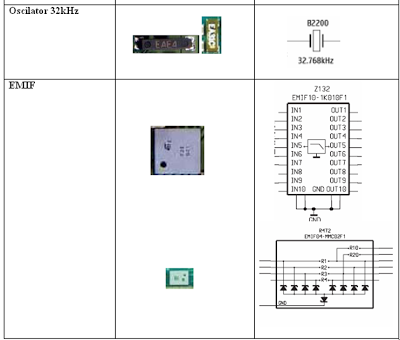 Oscilator 32kHz
B2200
32.768kHz
EMIF
Z132
EMIF10-1K010F1
IN1 OUT1
IN2 OUT2
IN3 OUT3
IN4 OUT4
IN5 OUT5
IN6 OUT6
IN7 OUT7
IN8 OUT8
IN9 OUT9
IN10 GND OUT10
GND
R472
EMIF04-MMC02F1
R10
R20
R1
R2
R3
R4
GND